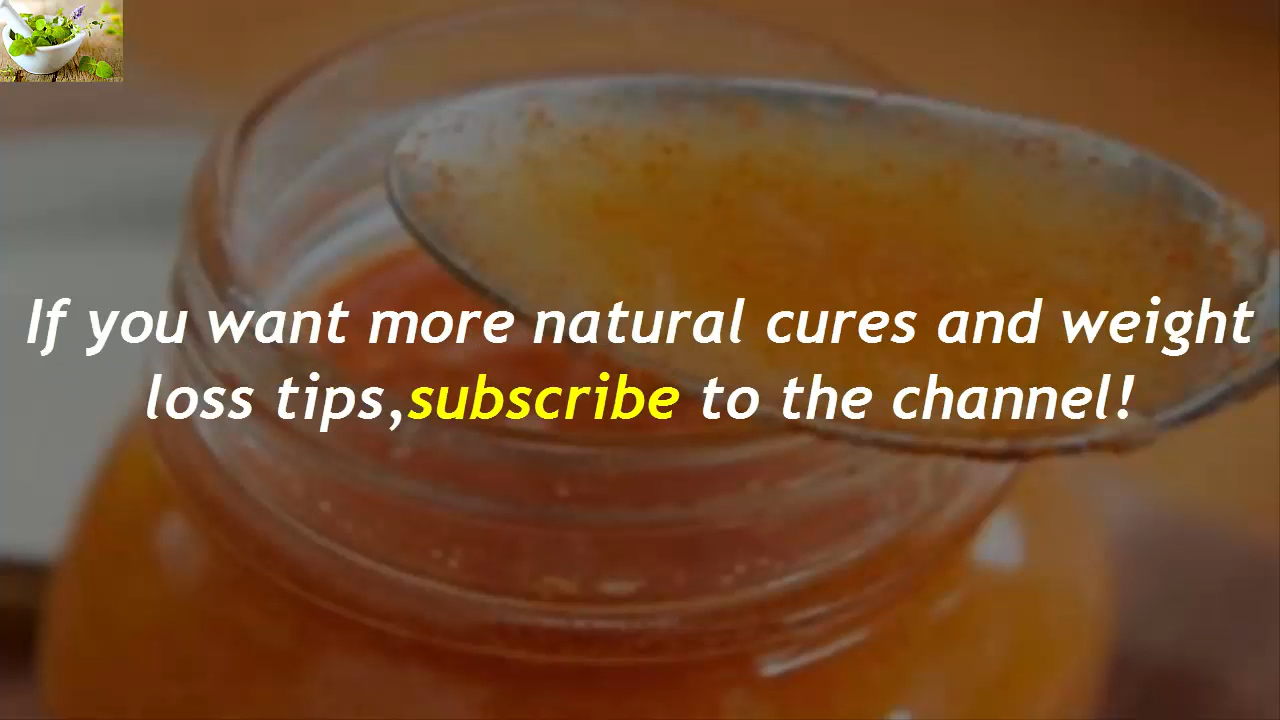 If you want more natural cures and weight
loss tips,subscribe to the channel!